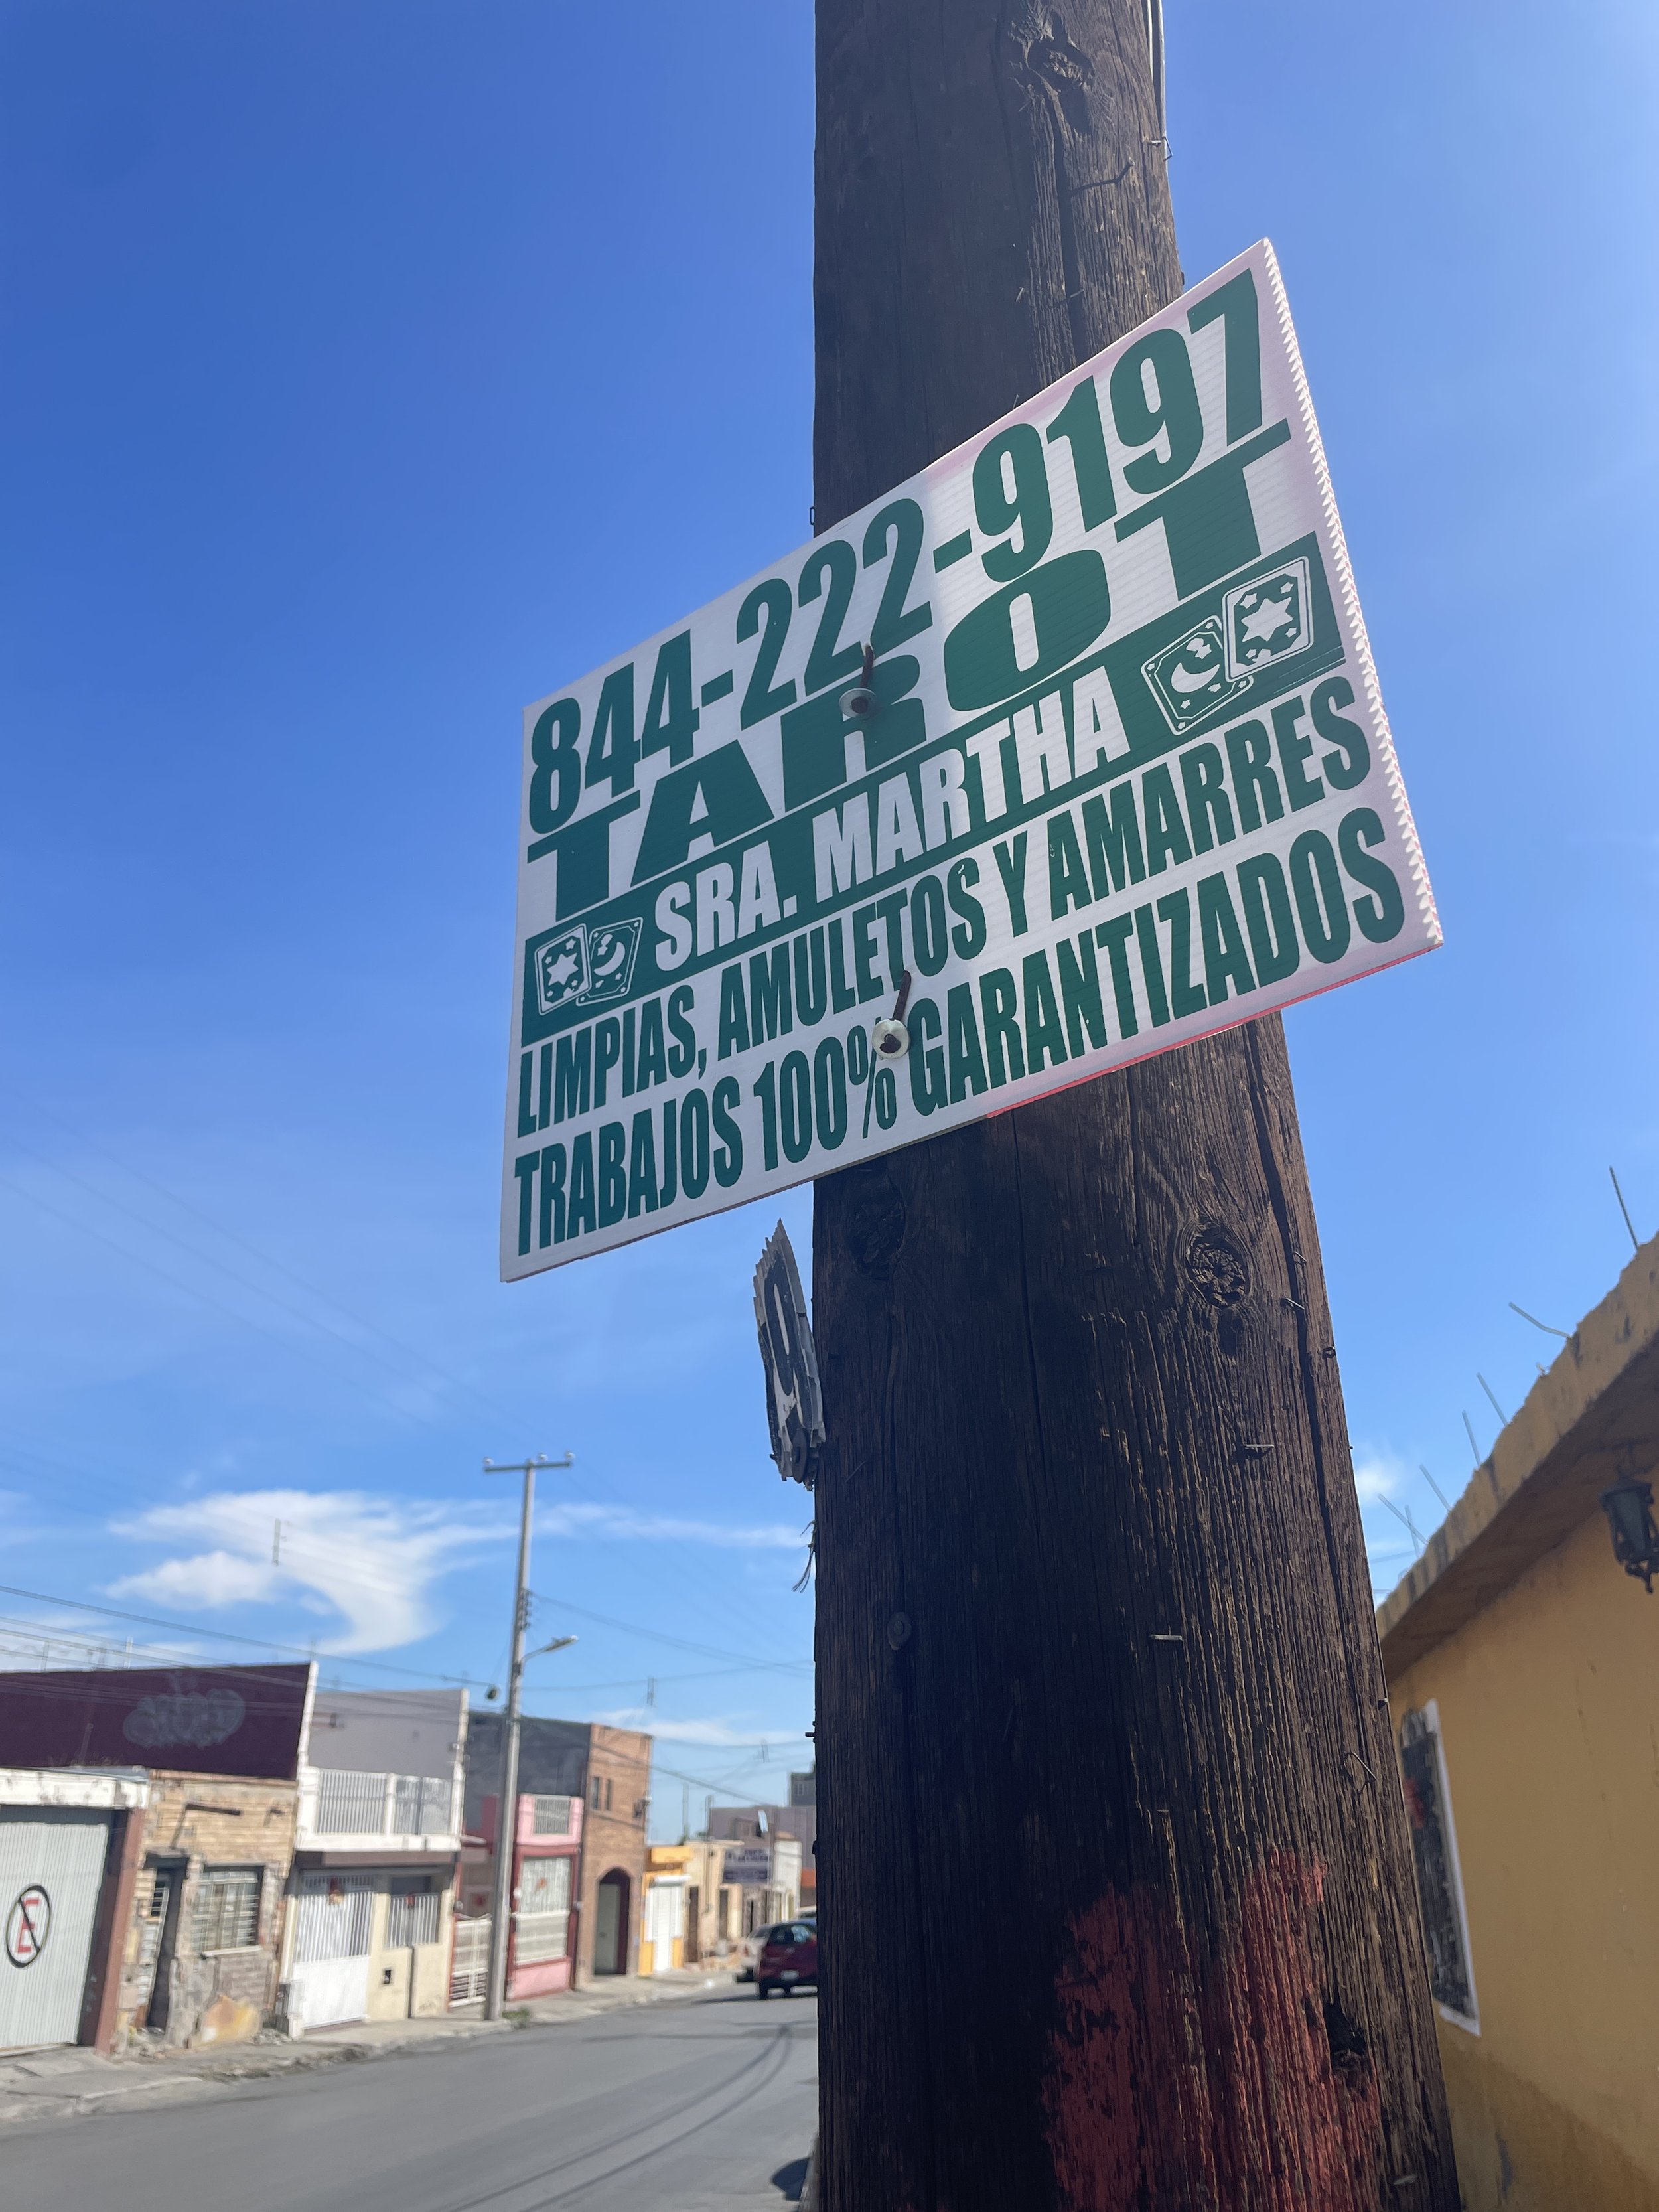 844-222-9197
TAROT
SRA. MARTHA
LIMPIAS, AMULETOS Y AMARRES
TRABAJOS 100% GARANTIZADOS
E